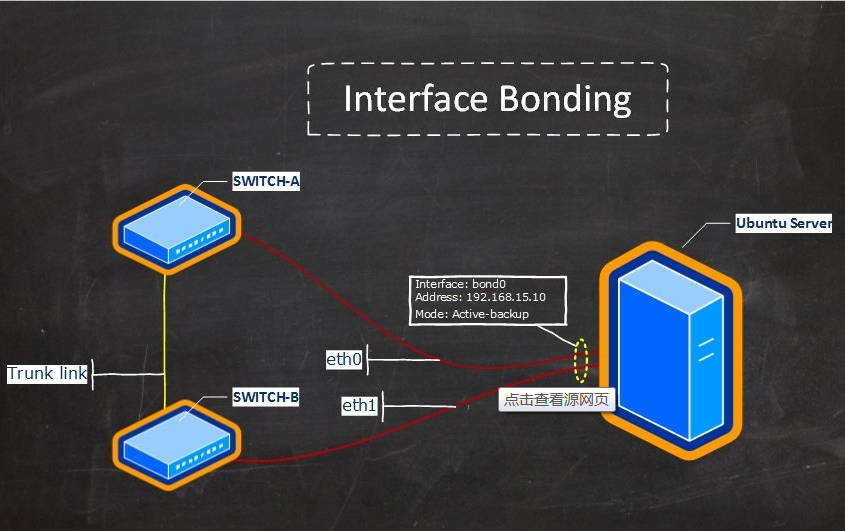 Interface Bonding
SWITCH-A
Ubuntu Server
Interface: bond0
Address: 192.168.15.10
Mode: Active-backup
eth0
Trunk link
SWITCH-B
eth1
点击查看源网页